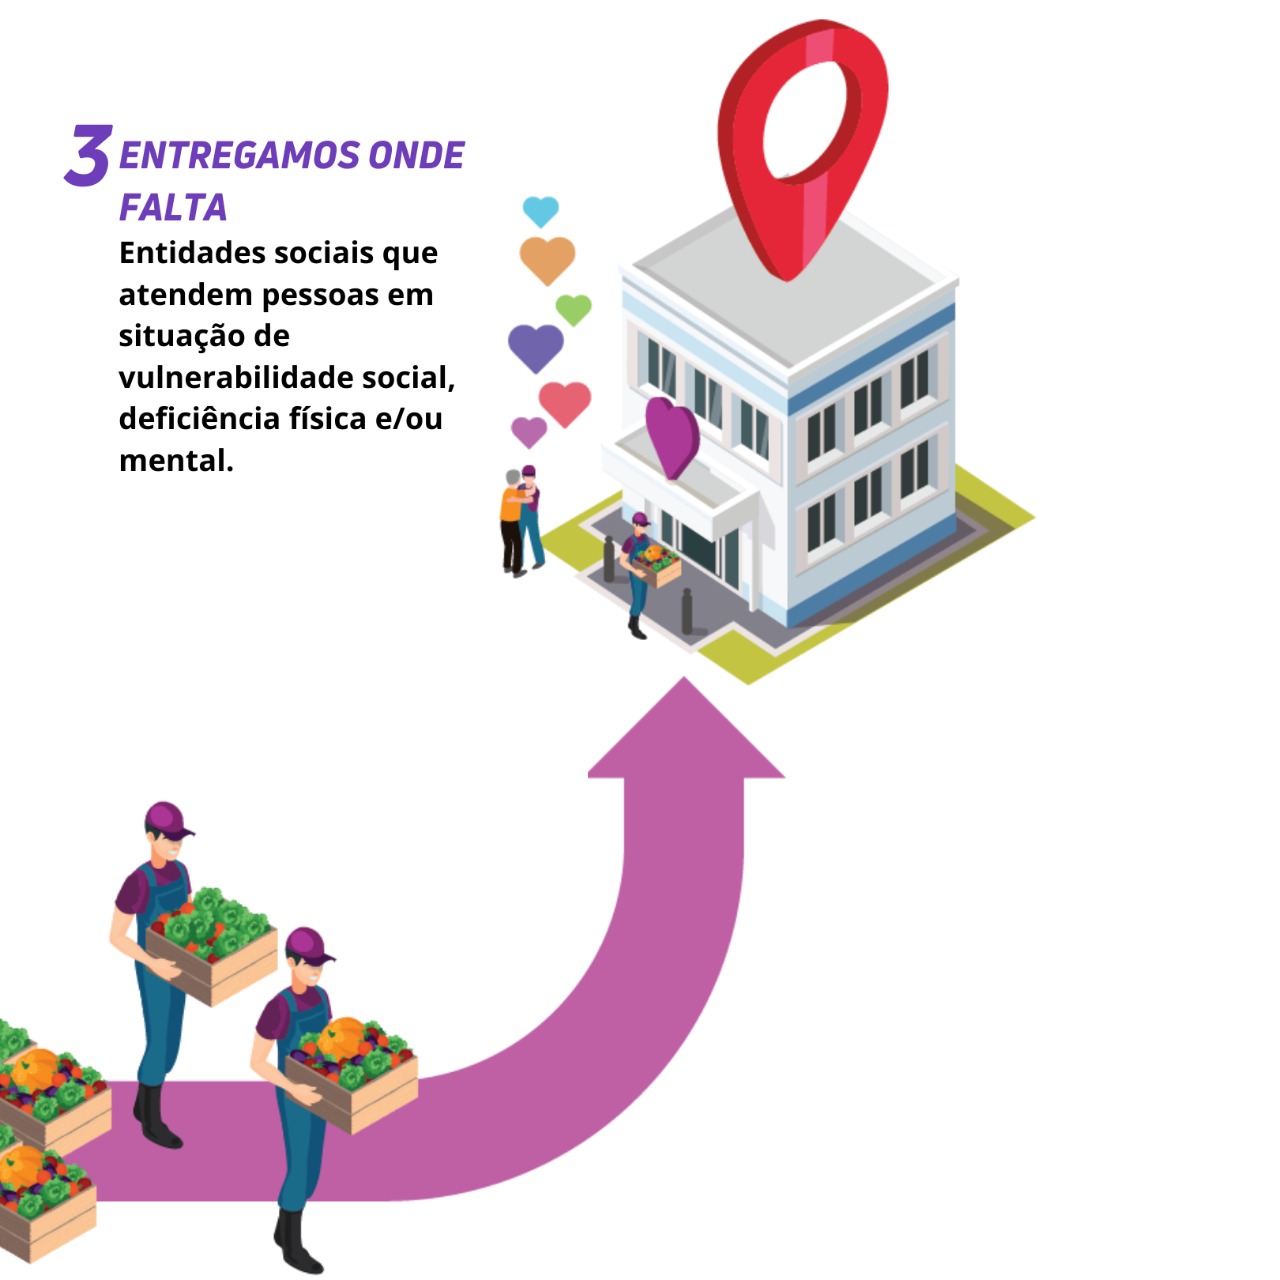 3 ENTREGAMOS ONDE
FALTA
Entidades sociais que
atendem pessoas em
situação de
vulnerabilidade social,
deficiência física e/ou
mental.